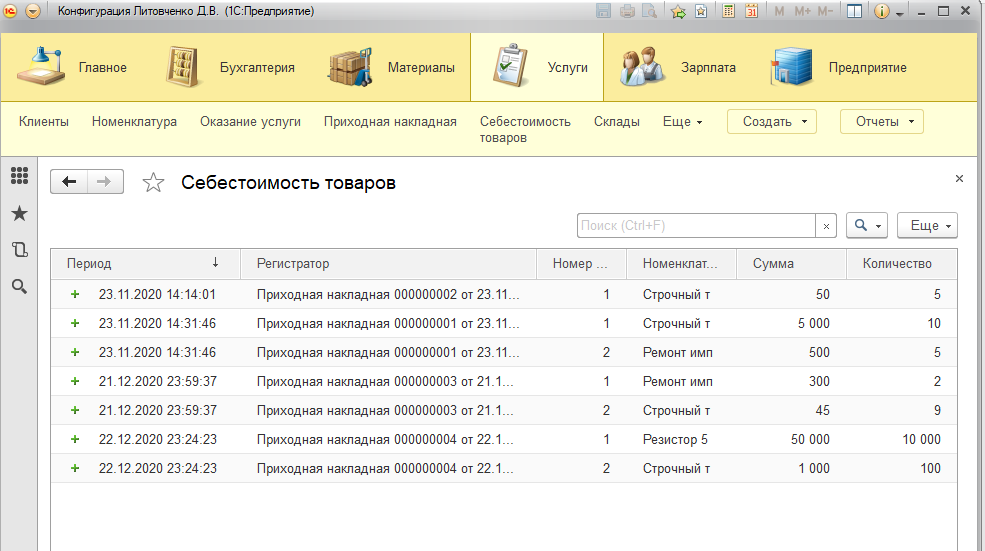 Конфигурация Литовченко Д.В. (1С:Предприятие)
M M+ M-
Главное Бухгалтерия Материалы Услуги Зарплата Предприятие
Клиенты Номенклатура Оказание услуги Приходная накладная Себестоимость товаров Склады Еще Создать Отчеты
Себестоимость товаров
Поиск (Ctrl+F) × Еще
Период ↓ Регистратор Номер ... Номенклат... Сумма Количество
23.11.2020 14:14:01 Приходная накладная 000000002 от 23.11... 1 Строчный т 50 5
23.11.2020 14:31:46 Приходная накладная 000000001 от 23.11... 1 Строчный т 5 000 10
23.11.2020 14:31:46 Приходная накладная 000000001 от 23.11... 2 Ремонт имп 500 5
21.12.2020 23:59:37 Приходная накладная 000000003 от 21.1... 1 Ремонт имп 300 2
21.12.2020 23:59:37 Приходная накладная 000000003 от 21.1... 2 Строчный т 45 9
22.12.2020 23:24:23 Приходная накладная 000000004 от 22.1... 1 Резистор 5 50 000 10 000
22.12.2020 23:24:23 Приходная накладная 000000004 от 22.1... 2 Строчный т 1 000 100